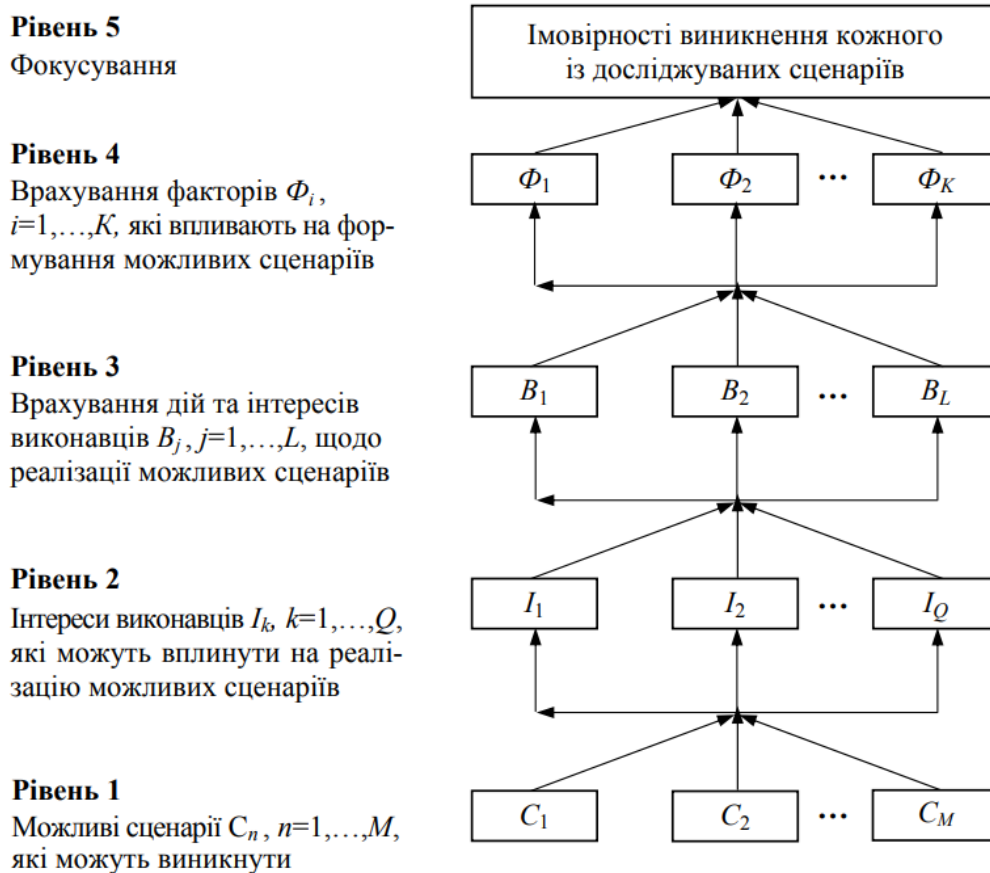 Рівень 5
Фокусування
Імовірності виникнення кожного
із досліджуваних сценаріїв
Рівень 4
Врахування факторів Φi ,
i=1,…,K, які впливають на фор-
мування можливих сценаріїв
Φ1 Φ2 ... ΦK
Рівень 3
Врахування дій та інтересів
виконавців Bj , j=1,…,L, щодо
реалізації можливих сценаріїв
B1 B2 ... BL
Рівень 2
Інтереси виконавців Ik, k=1,…,Q,
які можуть вплинути на реалі-
зацію можливих сценаріїв
I1 I2 ... IQ
Рівень 1
Можливі сценарії Cn , n=1,…,M,
які можуть виникнути
C1 C2 ... CM